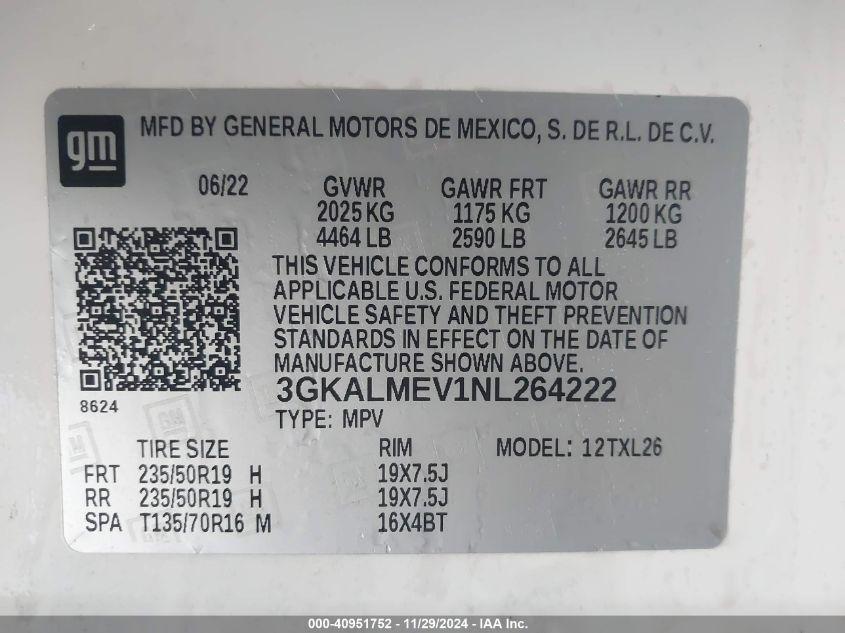 gm MFD BY GENERAL MOTORS DE MEXICO, S. DE R.L. DE C.V.
06/22 GVWR GAWR FRT GAWR RR
2025 KG 1175 KG 1200 KG
4464 LB 2590 LB 2645 LB
THIS VEHICLE CONFORMS TO ALL
APPLICABLE U.S. FEDERAL MOTOR
VEHICLE SAFETY AND THEFT PREVENTION
STANDARDS IN EFFECT ON THE DATE OF
MANUFACTURE SHOWN ABOVE.
3GKALMEV1NL264222
8624
TYPE: MPV
TIRE SIZE RIM MODEL: 12TXL26
FRT 235/50R19 H 19X7.5J
RR 235/50R19 H 19X7.5J
SPA T135/70R16 M 16X4BT
000-40951752 - 11/29/2024 - IAA Inc.